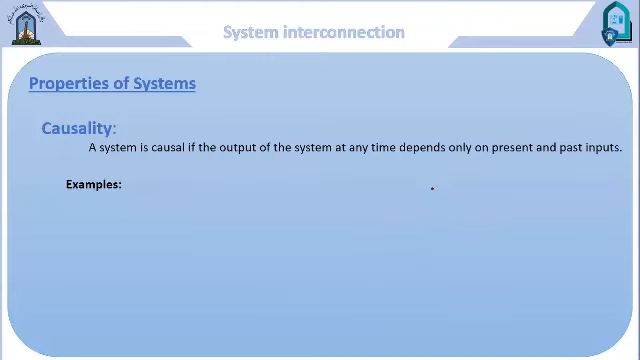 System interconnection
Properties of Systems
Causality:
A system is causal if the output of the system at any time depends only on present and past inputs.
Examples: